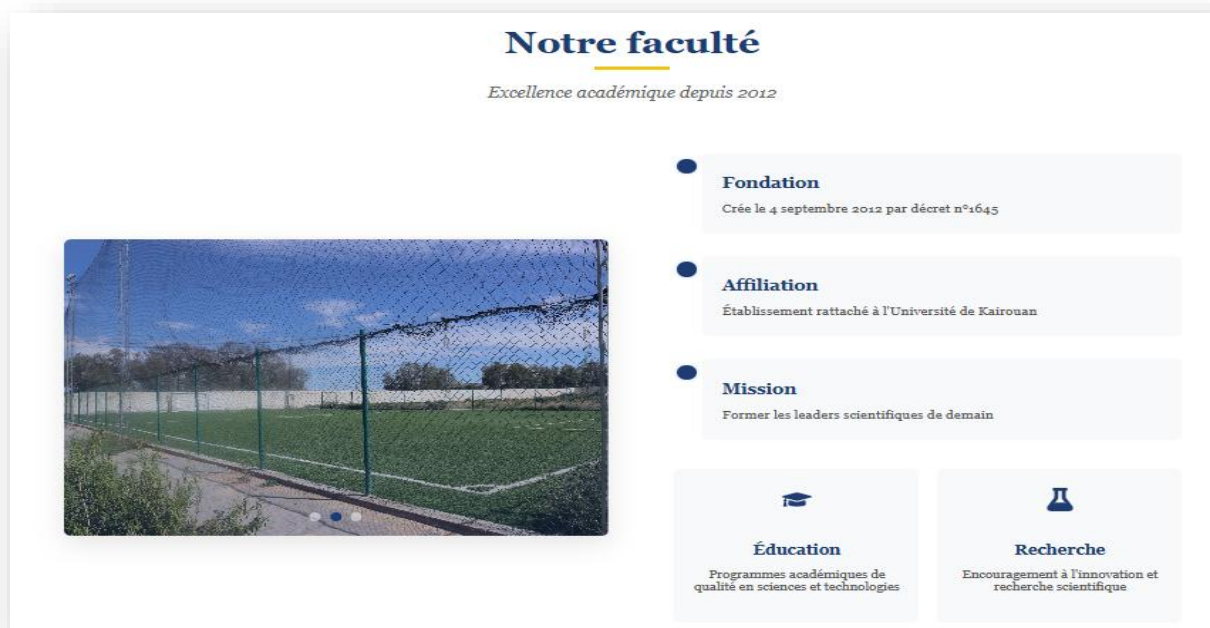 Notre faculté
Excellence académique depuis 2012
Fondation
Crée le 4 septembre 2012 par décret n°1645
Affiliation
Établissement rattaché à l'Université de Kairouan
Mission
Former les leaders scientifiques de demain
Éducation
Programmes académiques de
qualité en sciences et technologies
Recherche
Encouragement à l'innovation et
recherche scientifique